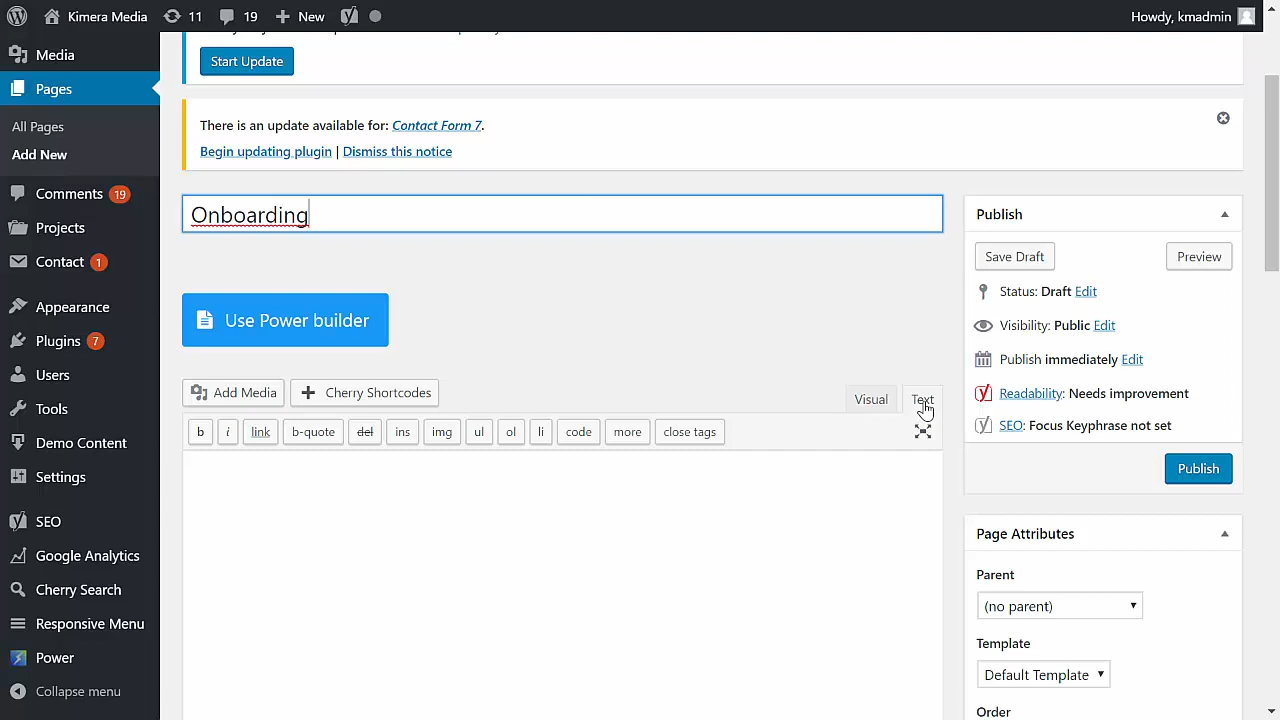 Kimera Media 11 19 New Howdy, kmadmin
Media
Pages
All Pages
Add New
Comments 19
Projects
Contact 1
Appearance
Plugins 7
Users
Tools
Demo Content
Settings
SEO
Google Analytics
Cherry Search
Responsive Menu
Power
Collapse menu
Start Update
There is an update available for: Contact Form 7.
Begin updating plugin | Dismiss this notice
Onboarding
Use Power builder
Add Media Cherry Shortcodes
Visual Text
b i link b-quote del ins img ul ol li code more close tags
Publish
Save Draft Preview
Status: Draft Edit
Visibility: Public Edit
Publish immediately Edit
Readability: Needs improvement
SEO: Focus Keyphrase not set
Publish
Page Attributes
Parent
(no parent)
Template
Default Template
Order